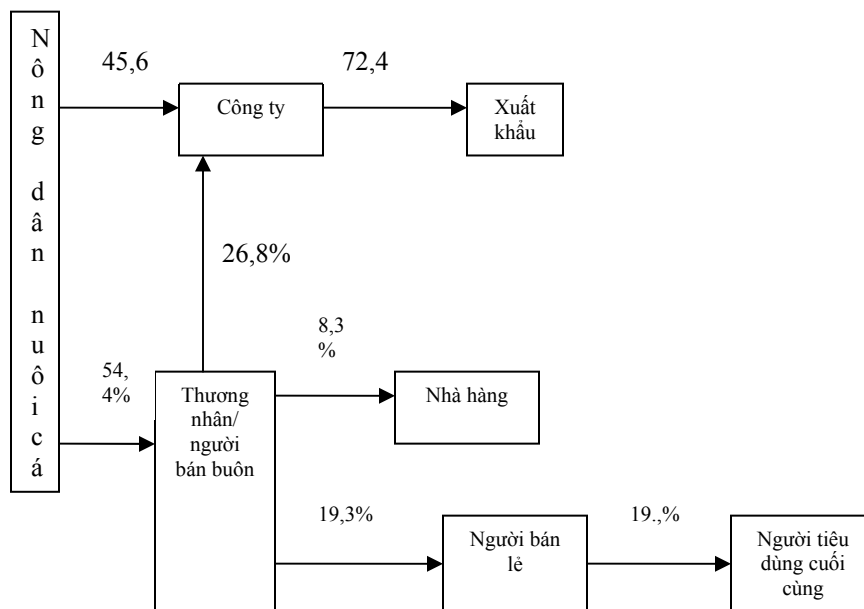 N
ô
n
g
d
â
n
n
u
ô
i
c
á
45,6
72,4
Công ty
Xuất
khẩu
26,8%
8,3
%
54,
4%
Thương
nhân/
người
bán buôn
Nhà hàng
19,3%
19.,%
Người bán
lẻ
Người tiêu
dùng cuối
cùng